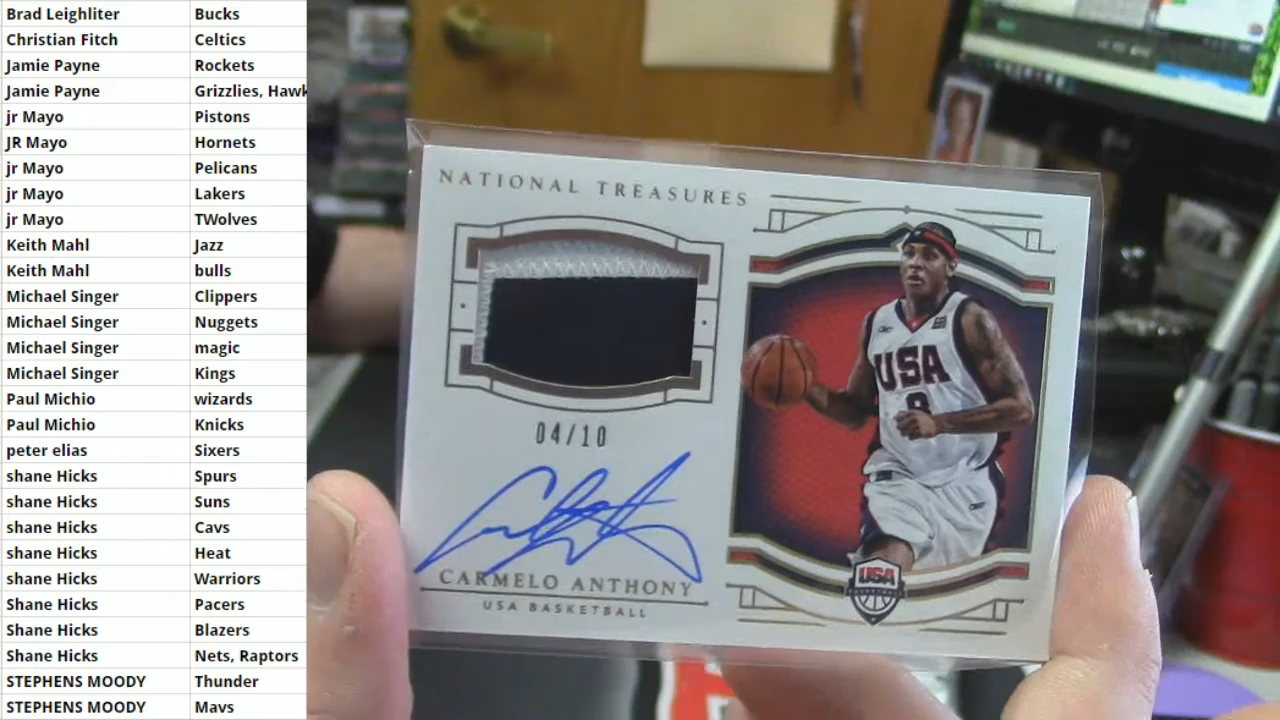 Brad Leighliter Bucks
Christian Fitch Celtics
Jamie Payne Rockets
Jamie Payne Grizzlies, Hawk
jr Mayo Pistons
JR Mayo Hornets
jr Mayo Pelicans
jr Mayo Lakers
jr Mayo TWolves
Keith Mahl Jazz
Keith Mahl bulls
Michael Singer Clippers
Michael Singer Nuggets
Michael Singer magic
Michael Singer Kings
Paul Michio wizards
Paul Michio Knicks
peter elias Sixers
shane Hicks Spurs
shane Hicks Suns
shane Hicks Cavs
shane Hicks Heat
shane Hicks Warriors
Shane Hicks Pacers
Shane Hicks Blazers
Shane Hicks Nets, Raptors
STEPHENS MOODY Thunder
STEPHENS MOODY Mavs
NATIONAL TREASURES
04/10
CARMELO ANTHONY
USA BASKETBALL
USA
8
USA